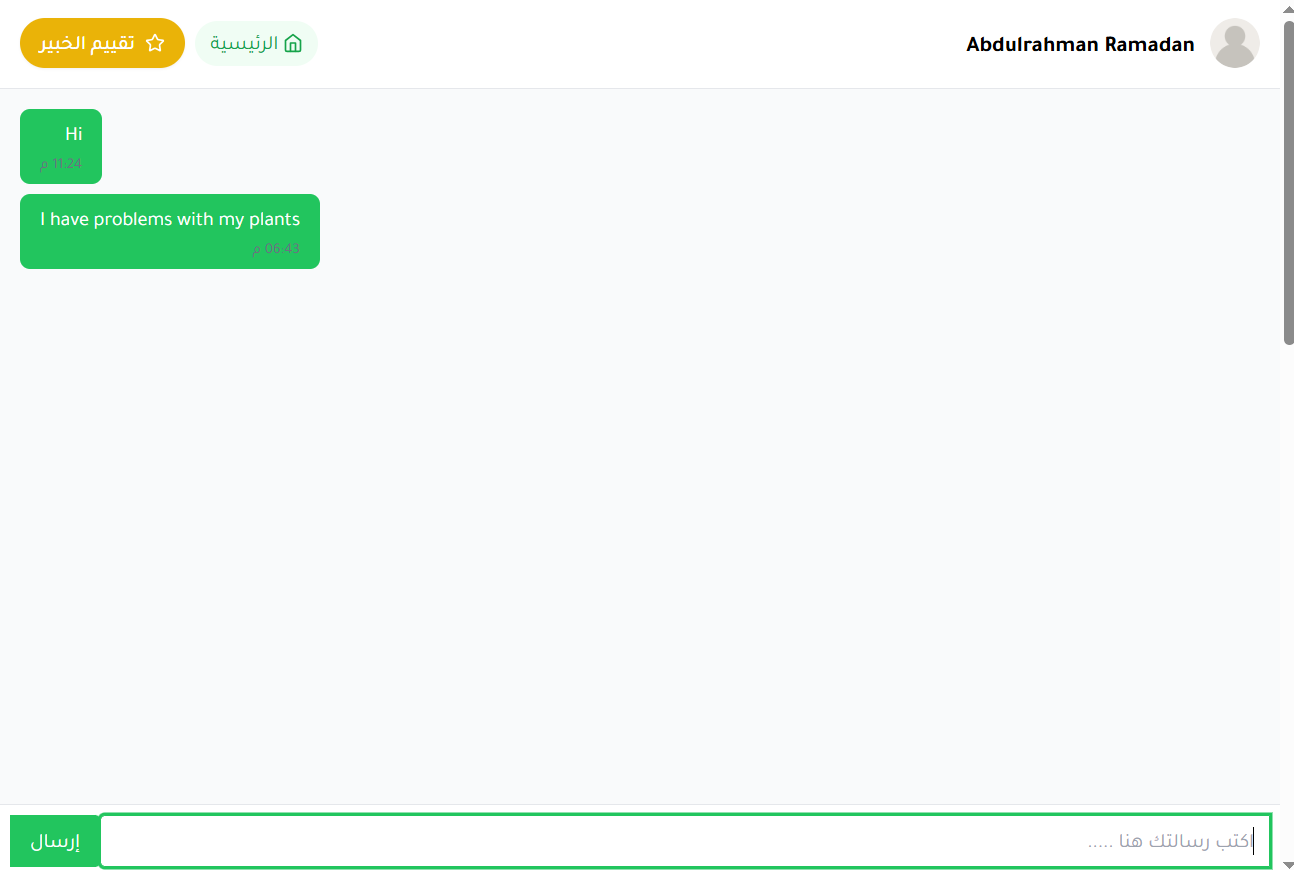 Abdulrahman Ramadan
الرئيسية
تقييم الخبير
Hi
11:24 م
I have problems with my plants
06:43 م
اكتب رسالتك هنا .....
إرسال